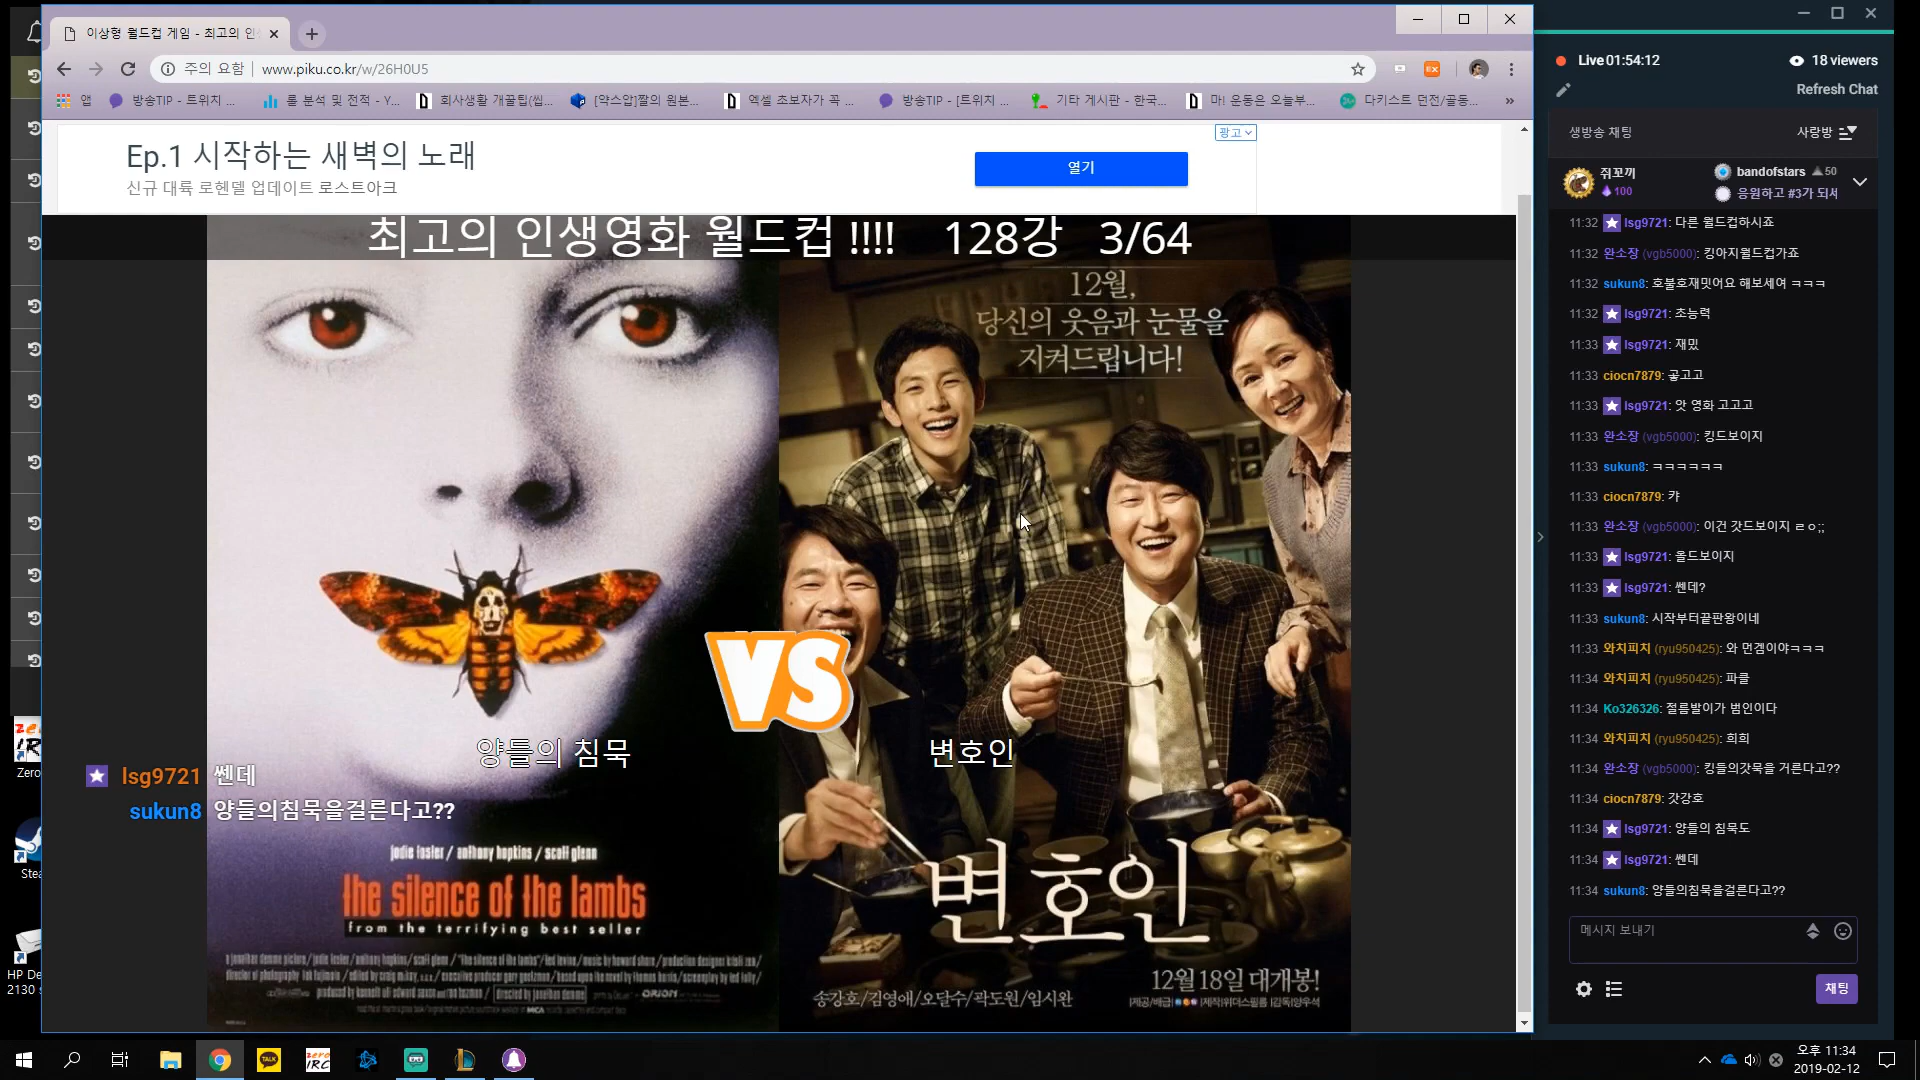 이상형 월드컵 게임 - 최고의 인
주의 요함
www.piku.co.kr/w/26H0U5
앱
방송TIP - 트위치 ...
롤 분석 및 전적 - Y...
회사생활 개꿀팁(씹...
[약스압]짤의 원본...
엑셀 초보자가 꼭 ...
방송TIP - [트위치 ...
기타 게시판 - 한국...
마! 운동은 오늘부...
다키스트 던전/골동...
광고
Ep.1 시작하는 새벽의 노래
신규 대륙 로헨델 업데이트 로스트아크
열기
최고의 인생영화 월드컵 !!!! 128강 3/64
12월,
당신의 웃음과 눈물을
지켜드립니다!
VS
양들의 침묵
변호인
lsg9721 쎈데
sukun8 양들의침묵을걸른다고??
jodie foster / anthony hopkins / scott glenn
the silence of the lambs
from the terrifying best seller
변호인
12월 18일 대개봉!
송강호/김영애/오달수/곽도원/임시완
Live 01:54:12
18 viewers
Refresh Chat
생방송 채팅
사랑방
쥐꼬끼
100
bandofstars 50
응원하고 #3가 되세
11:32 lsg9721: 다른 월드컵하시죠
11:32 완소장 (vgb5000): 킹아지월드컵가죠
11:32 sukun8: 호불호재밋어요 해보세여 ㅋㅋㅋ
11:32 lsg9721: 초능력
11:33 lsg9721: 재밌
11:33 ciocn7879: 곻고고
11:33 lsg9721: 앗 영화 고고고
11:33 완소장 (vgb5000): 킹드보이지
11:33 sukun8: ㅋㅋㅋㅋㅋㅋ
11:33 ciocn7879: 캬
11:33 완소장 (vgb5000): 이건 갓드보이지 ㄹㅇ;;
11:33 lsg9721: 올드보이지
11:33 lsg9721: 쎈데?
11:33 sukun8: 시작부터끝판왕이네
11:33 와치피치 (ryu950425): 와 먼겜이야ㅋㅋㅋ
11:34 와치피치 (ryu950425): 파클
11:34 Ko326326: 절름발이가 범인이다
11:34 와치피치 (ryu950425): 희희
11:34 완소장 (vgb5000): 킹들의갓묵을 거른다고??
11:34 ciocn7879: 갓강호
11:34 lsg9721: 양들의 침묵도
11:34 lsg9721: 쎈데
11:34 sukun8: 양들의침묵을걸른다고??
메시지 보내기
채팅
Zero
Stea
HP De
2130 s
오후 11:34
2019-02-12